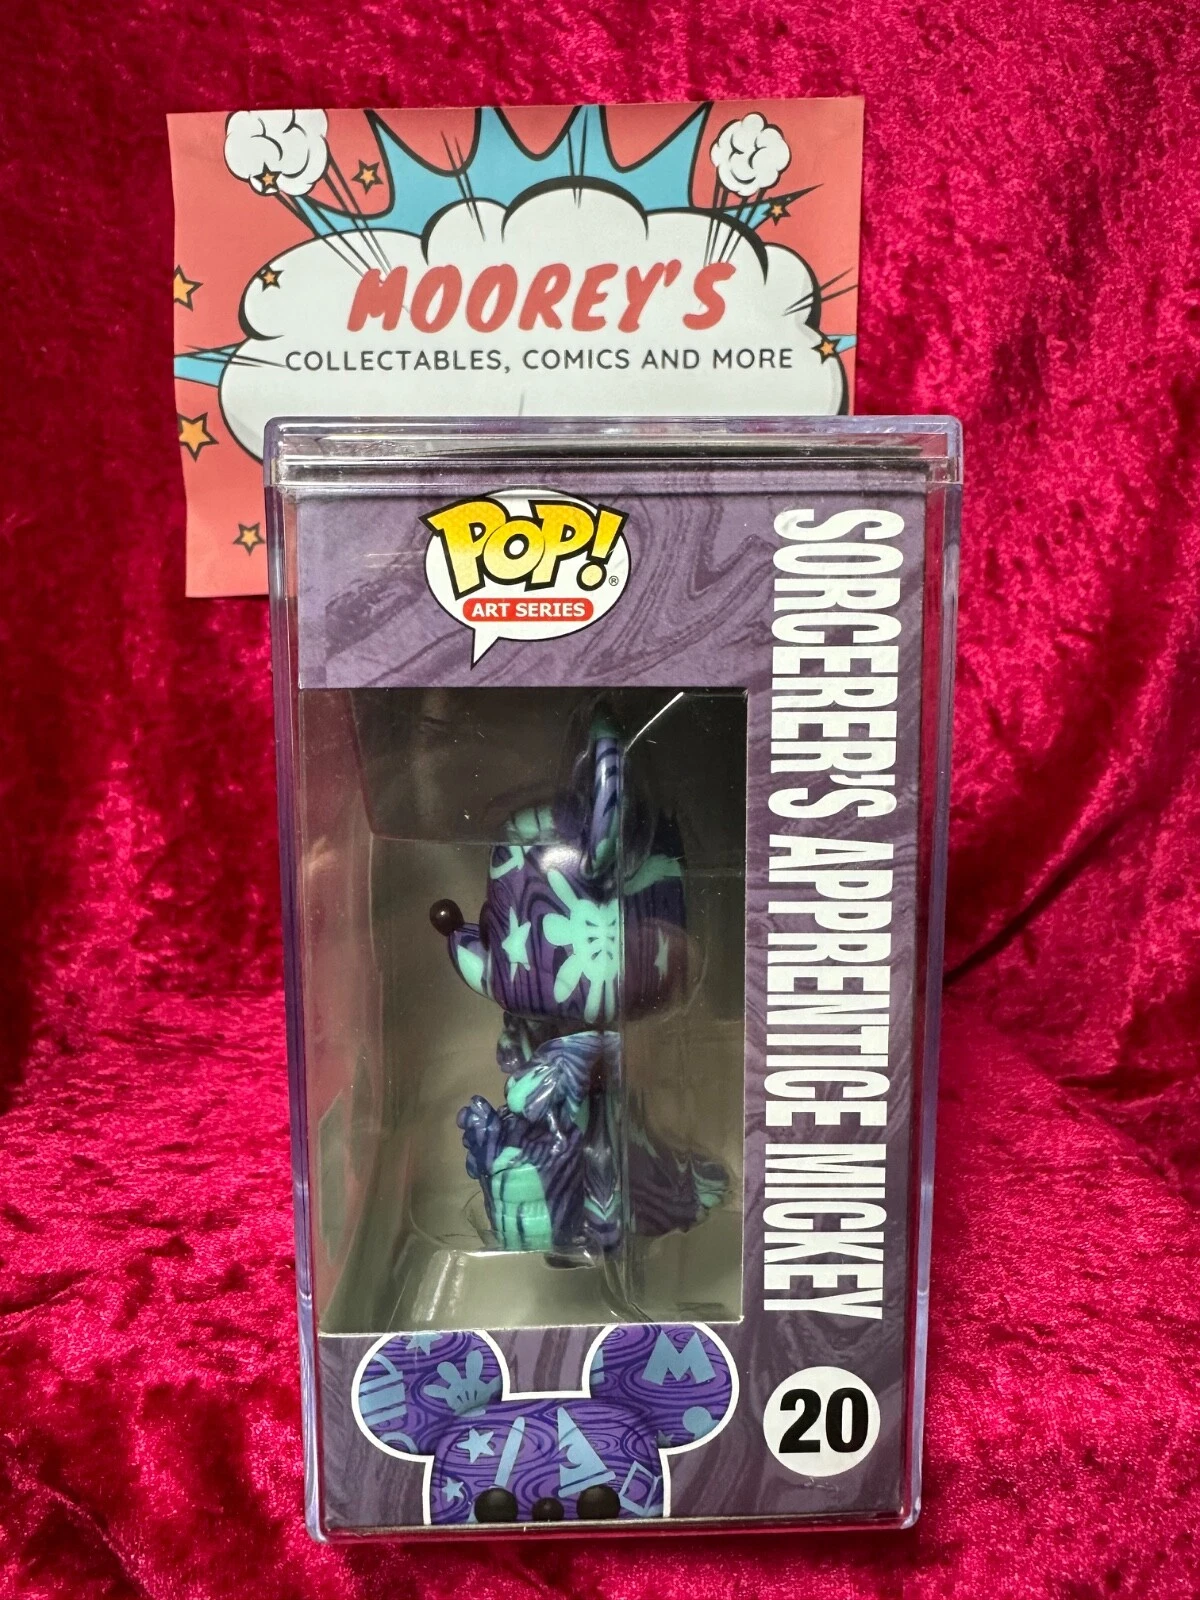 MOOREY'S
COLLECTABLES, COMICS AND MORE
POP!®
ART SERIES
SORCERER'S APPRENTICE MICKEY
20
M